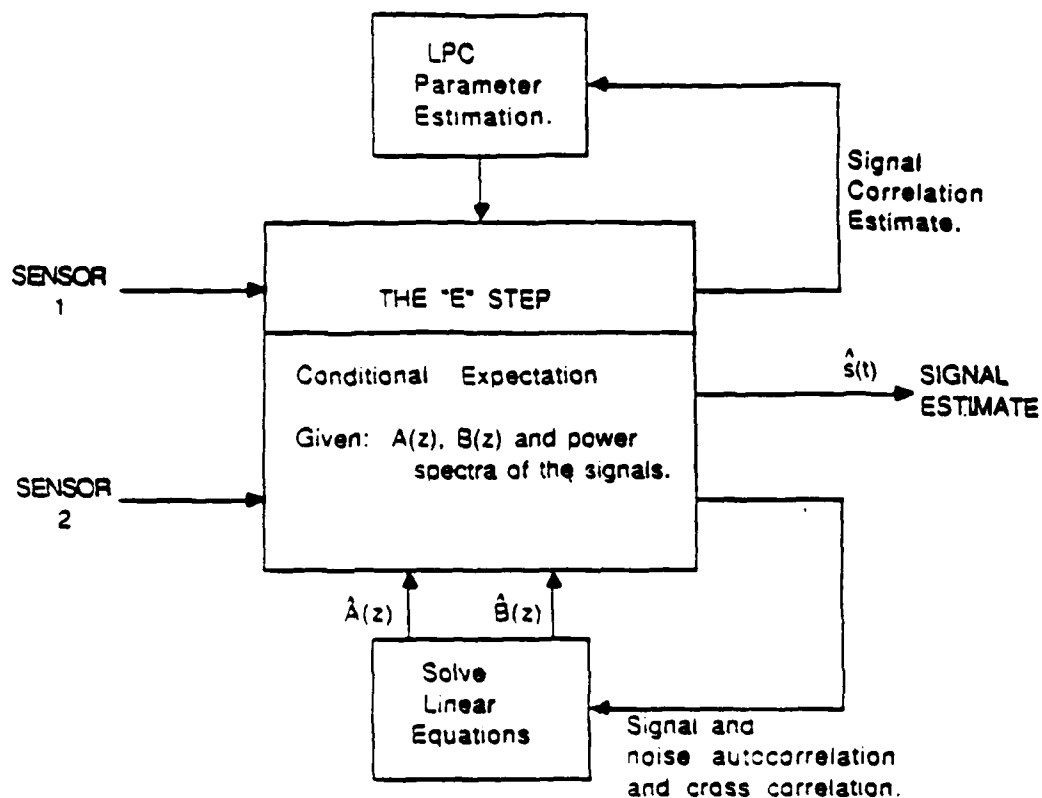 LPC
Parameter
Estimation.
Signal
Correlation
Estimate.
SENSOR
1
THE "E" STEP
Conditional Expectation
Given: A(z), B(z) and power
spectra of the signals.
ŝ(t)
SIGNAL
ESTIMATE
SENSOR
2
Â(z)
B̂(z)
Solve
Linear
Equations
Signal and
noise autocorrelation
and cross correlation.